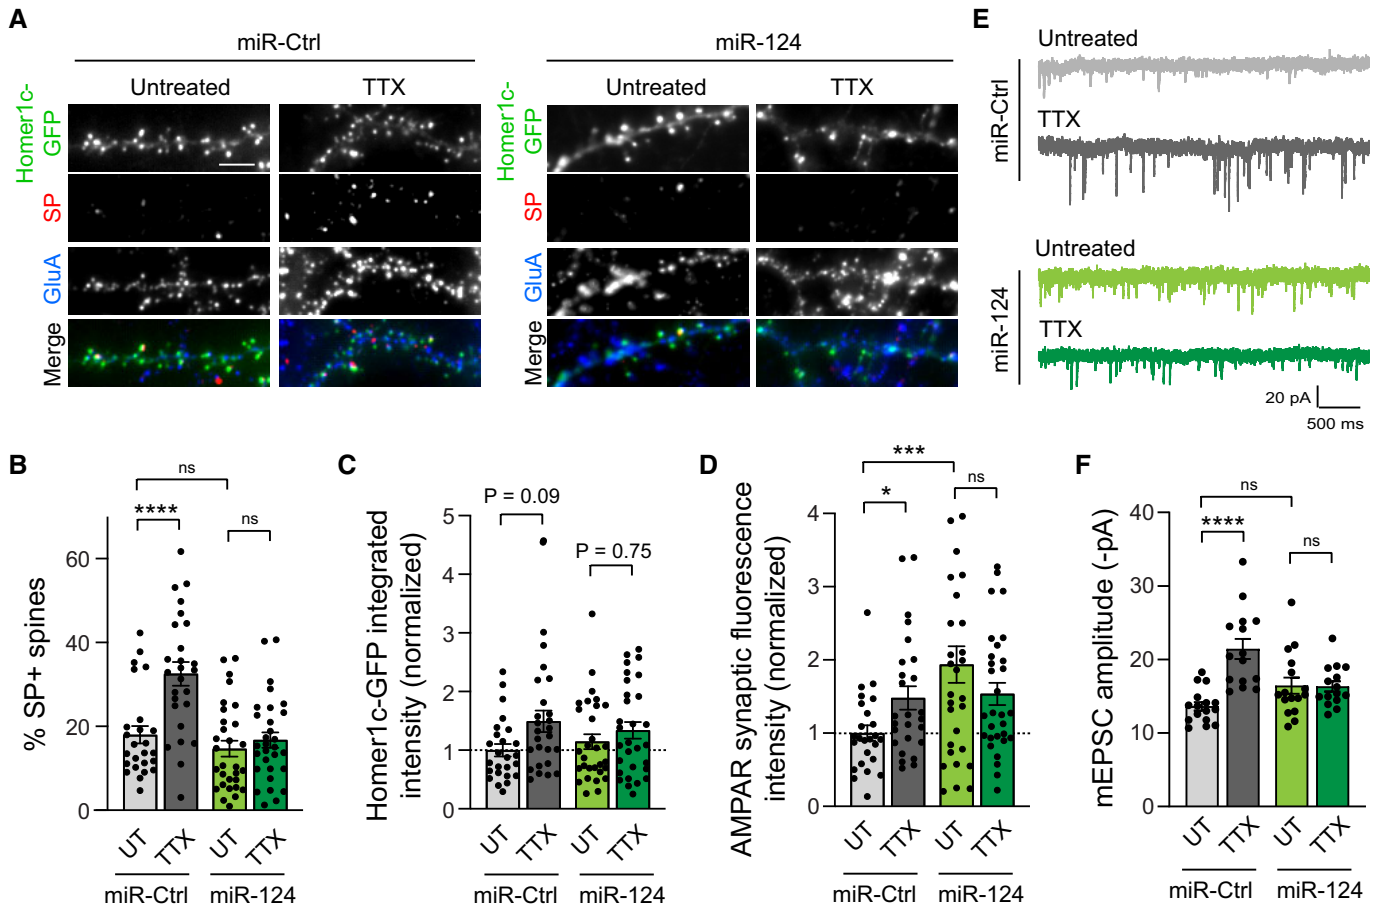 A
miR-Ctrl
miR-124
Untreated
TTX
Untreated
TTX
Homer1c-
GFP
SP
GluA
Merge
Homer1c-
GFP
SP
GluA
Merge
E
Untreated
miR-Ctrl
TTX
Untreated
miR-124
TTX
20 pA
500 ms
B
% SP+ spines
60
40
20
0
ns
****
ns
UT
TTX
UT
TTX
miR-Ctrl
miR-124
C
Homer1c-GFP integrated
intensity (normalized)
5
4
3
2
1
0
P = 0.09
P = 0.75
UT
TTX
UT
TTX
miR-Ctrl
miR-124
D
AMPAR synaptic fluorescence
intensity (normalized)
4
3
2
1
0
***
*
ns
UT
TTX
UT
TTX
miR-Ctrl
miR-124
F
mEPSC amplitude (-pA)
40
30
20
10
0
ns
****
ns
UT
TTX
UT
TTX
miR-Ctrl
miR-124